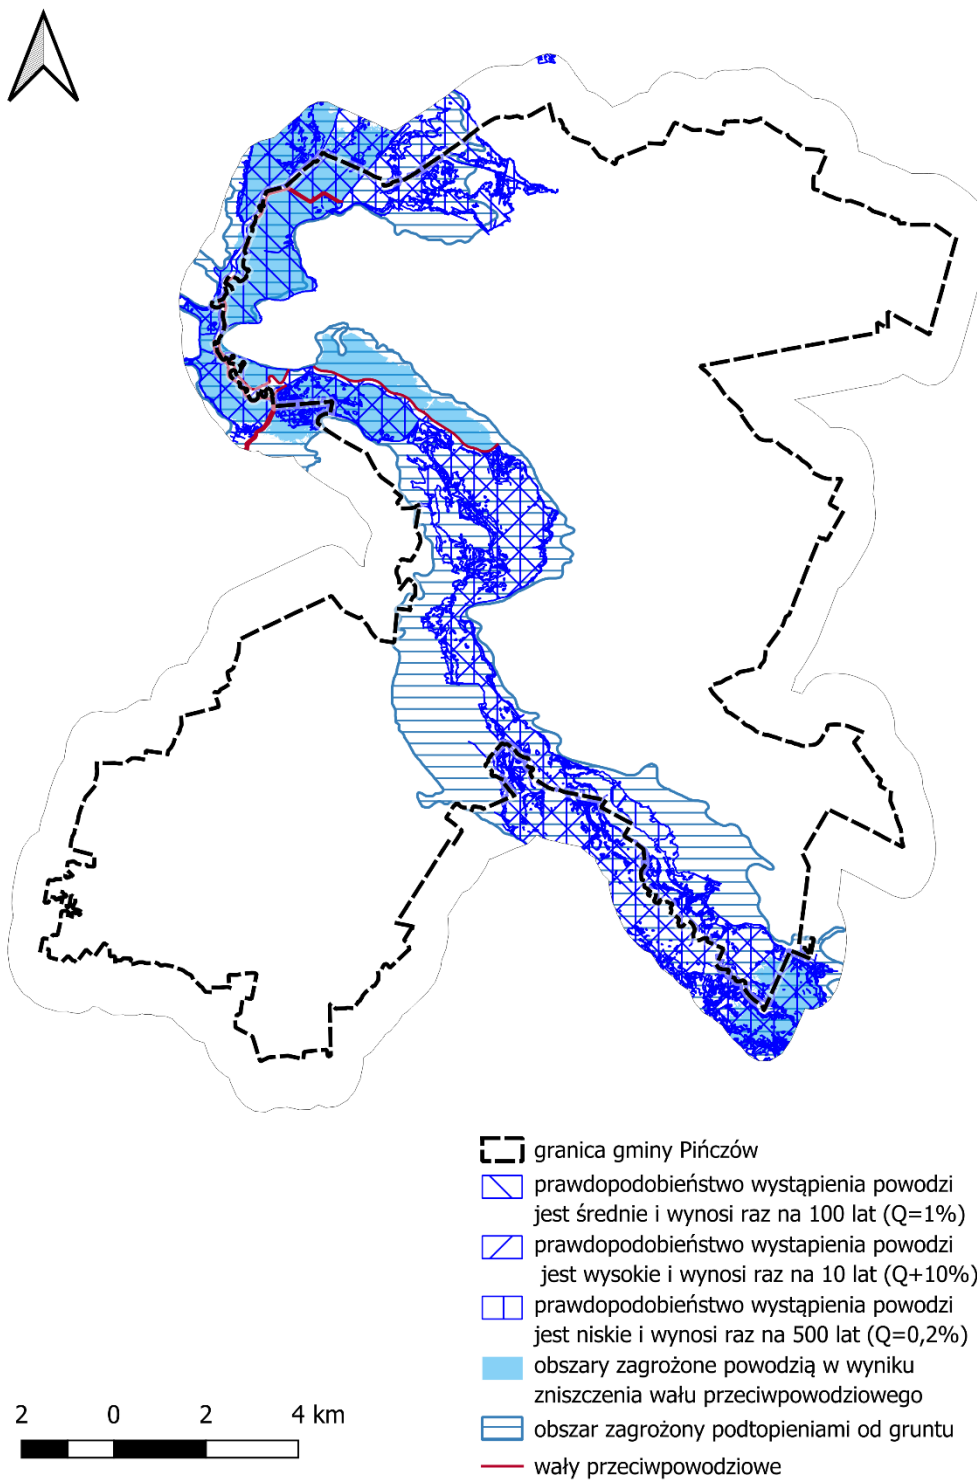 granica gminy Pińczów
prawdopodobieństwo wystąpienia powodzi
jest średnie i wynosi raz na 100 lat (Q=1%)
prawdopodobieństwo wystapienia powodzi
jest wysokie i wynosi raz na 10 lat (Q+10%)
prawdopodobieństwo wystąpienia powodzi
jest niskie i wynosi raz na 500 lat (Q=0,2%)
obszary zagrożone powodzią w wyniku
zniszczenia wału przeciwpowodziowego
obszar zagrożony podtopieniami od gruntu
wały przeciwpowodziowe
2 0 2 4 km